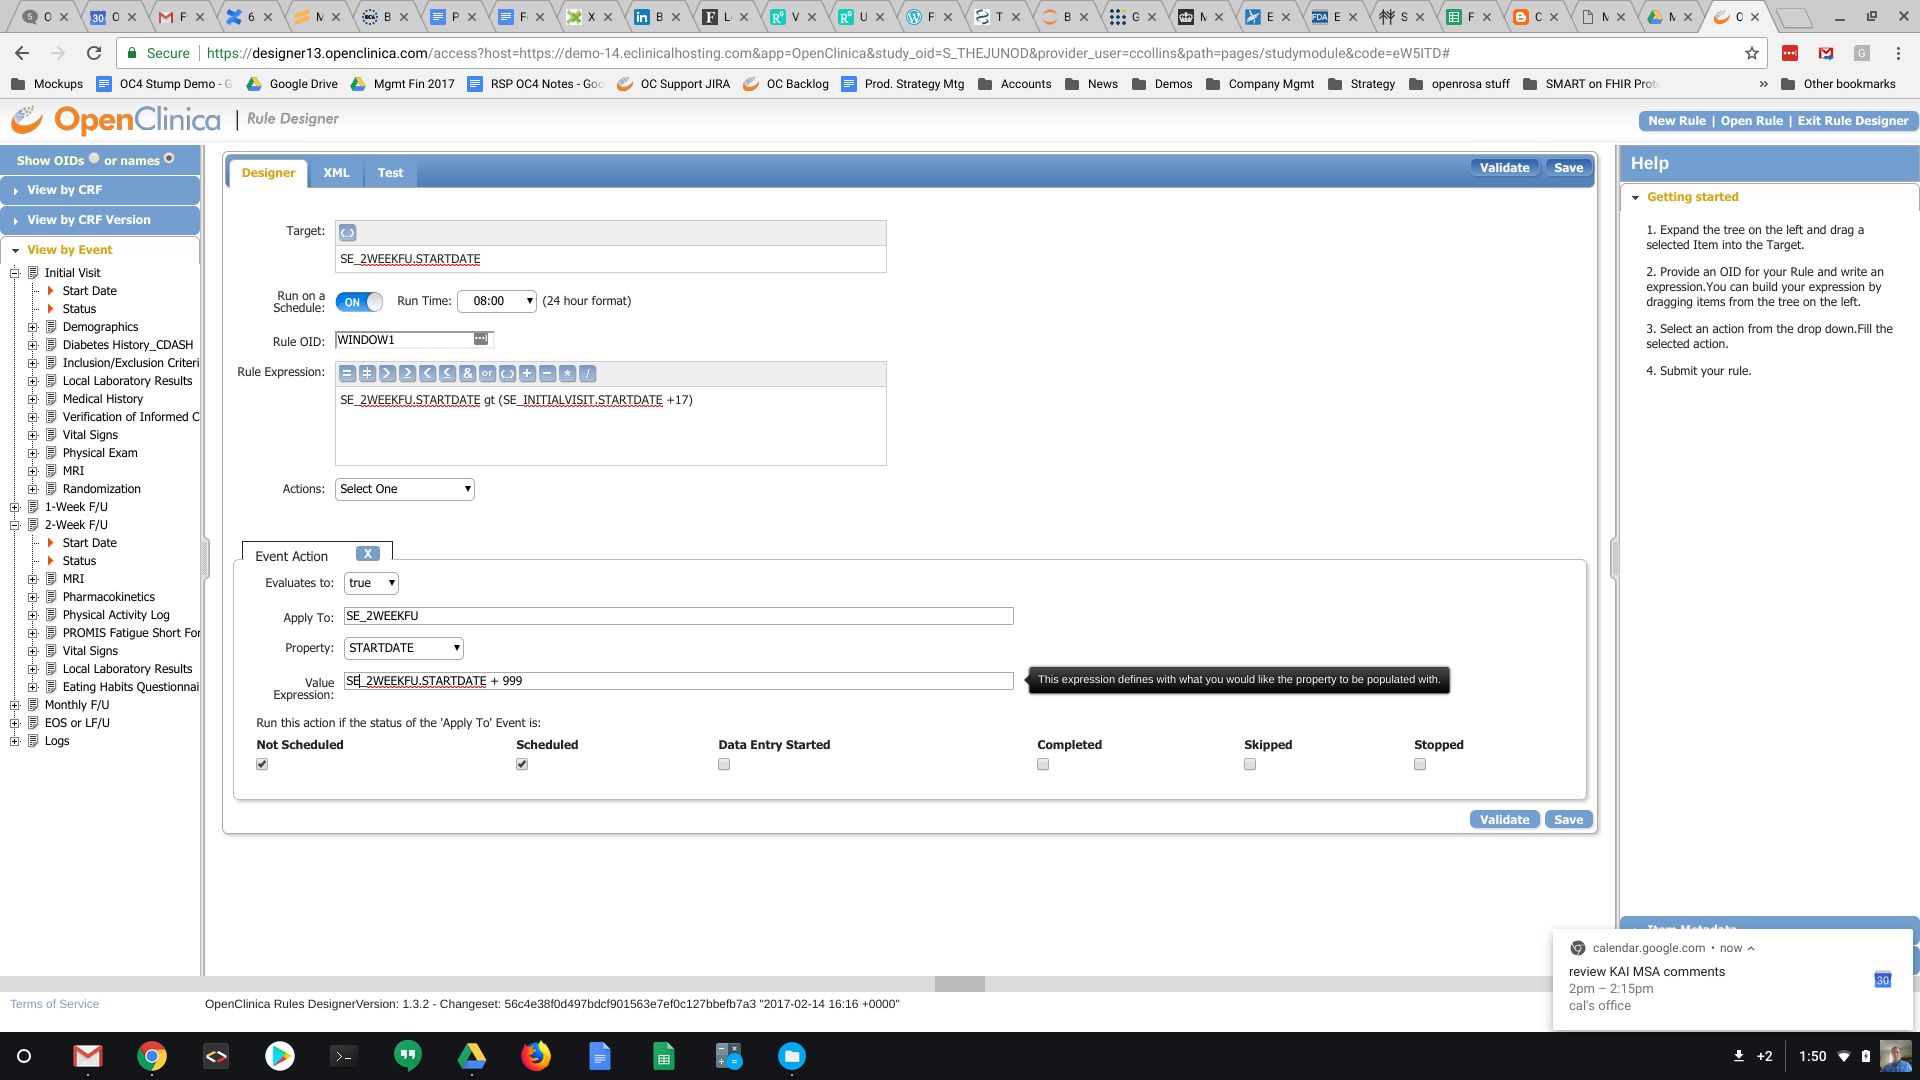 Secure | https://designer13.openclinica.com/access?host=https://demo-14.eclinicalhosting.com&app=OpenClinica&study_oid=S_THEJUNOD&provider_user=ccollins&path=pages/studymodule&code=eW5ITD#
Mockups OC4 Stump Demo - G Google Drive Mgmt Fin 2017 RSP OC4 Notes - Goo OC Support JIRA OC Backlog Prod. Strategy Mtg Accounts News Demos Company Mgmt Strategy openrosa stuff SMART on FHIR Prot » Other bookmarks
OpenClinica | Rule Designer
New Rule | Open Rule | Exit Rule Designer
Show OIDs or names
View by CRF
View by CRF Version
View by Event
Initial Visit
Start Date
Status
Demographics
Diabetes History_CDASH
Inclusion/Exclusion Criteri
Local Laboratory Results
Medical History
Verification of Informed C
Vital Signs
Physical Exam
MRI
Randomization
1-Week F/U
2-Week F/U
Start Date
Status
MRI
Pharmacokinetics
Physical Activity Log
PROMIS Fatigue Short For
Vital Signs
Local Laboratory Results
Eating Habits Questionnai
Monthly F/U
EOS or LF/U
Logs
Designer XML Test Validate Save
Target:
SE_2WEEKFU.STARTDATE
Run on a Schedule: ON Run Time: 08:00 (24 hour format)
Rule OID: WINDOW1
Rule Expression: = ≠ > ≥ < ≤ & or (..) + - * /
SE_2WEEKFU.STARTDATE gt (SE_INITIALVISIT.STARTDATE +17)
Actions: Select One
Event Action X
Evaluates to: true
Apply To: SE_2WEEKFU
Property: STARTDATE
Value Expression: SE_2WEEKFU.STARTDATE + 999
This expression defines with what you would like the property to be populated with.
Run this action if the status of the 'Apply To' Event is:
Not Scheduled Scheduled Data Entry Started Completed Skipped Stopped
Validate Save
Help
Getting started
1. Expand the tree on the left and drag a
selected Item into the Target.
2. Provide an OID for your Rule and write an
expression.You can build your expression by
dragging items from the tree on the left.
3. Select an action from the drop down.Fill the
selected action.
4. Submit your rule.
Item Metadata
calendar.google.com • now
review KAI MSA comments
2pm – 2:15pm
cal's office
30
Terms of Service
OpenClinica Rules DesignerVersion: 1.3.2 - Changeset: 56c4e38f0d497bdcf901563e7ef0c127bbefb7a3 "2017-02-14 16:16 +0000"
+2 1:50